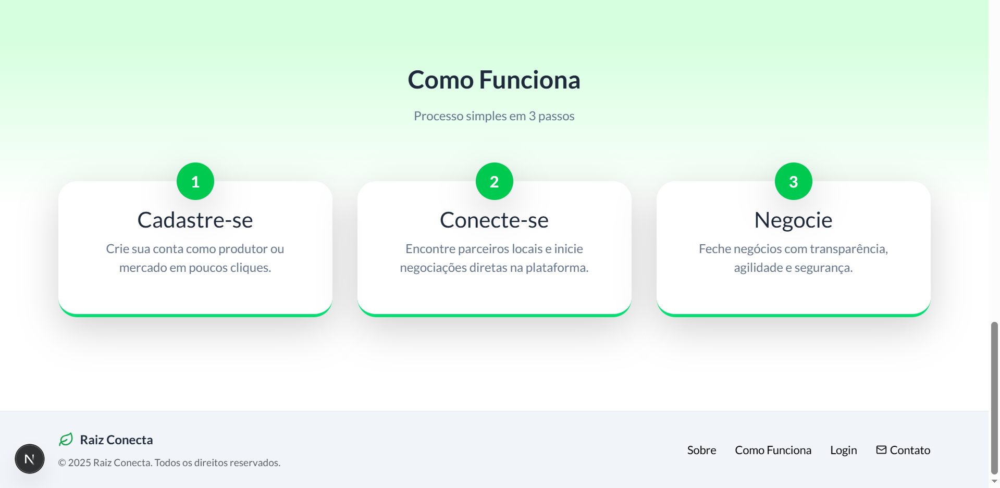 Como Funciona
Processo simples em 3 passos
1
Cadastre-se
Crie sua conta como produtor ou
mercado em poucos cliques.
2
Conecte-se
Encontre parceiros locais e inicie
negociações diretas na plataforma.
3
Negocie
Feche negócios com transparência,
agilidade e segurança.
Raiz Conecta
© 2025 Raiz Conecta. Todos os direitos reservados.
Sobre
Como Funciona
Login
Contato
N